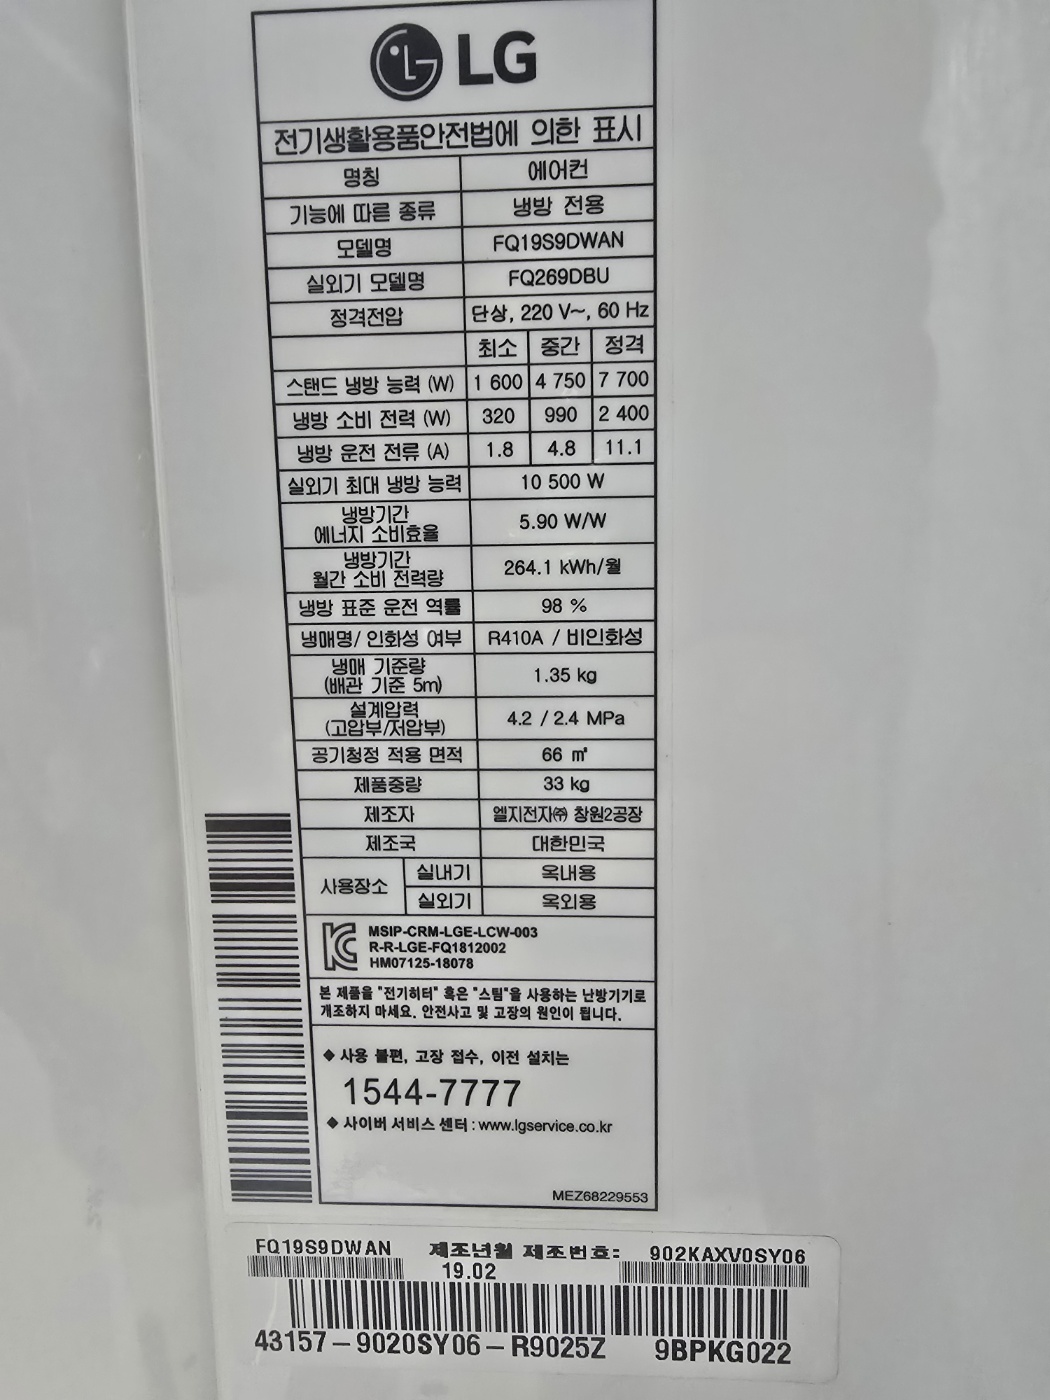 LG
전기생활용품안전법에 의한 표시
명칭 에어컨
기능에 따른 종류 냉방 전용
모델명 FQ19S9DWAN
실외기 모델명 FQ269DBU
정격전압 단상, 220 V~, 60 Hz
최소 중간 정격
스탠드 냉방 능력 (W) 1 600 4 750 7 700
냉방 소비 전력 (W) 320 990 2 400
냉방 운전 전류 (A) 1.8 4.8 11.1
실외기 최대 냉방 능력 10 500 W
냉방기간
에너지 소비효율 5.90 W/W
냉방기간
월간 소비 전력량 264.1 kWh/월
냉방 표준 운전 역률 98 %
냉매명/ 인화성 여부 R410A / 비인화성
냉매 기준량
(배관 기준 5m) 1.35 kg
설계압력
(고압부/저압부) 4.2 / 2.4 MPa
공기청정 적용 면적 66 ㎡
제품중량 33 kg
제조자 엘지전자㈜ 창원2공장
제조국 대한민국
사용장소 실내기 옥내용
실외기 옥외용
MSIP-CRM-LGE-LCW-003
R-R-LGE-FQ1812002
HM07125-18078
본 제품을 "전기히터" 혹은 "스팀"을 사용하는 난방기기로
개조하지 마세요. 안전사고 및 고장의 원인이 됩니다.
◆ 사용 불편, 고장 접수, 이전 설치는
1544-7777
◆ 사이버 서비스 센터 : www.lgservice.co.kr
MEZ68229553
FQ19S9DWAN 제조년월 제조번호: 902KAXV0SY06
19.02
43157-9020SY06-R9025Z 9BPKG022